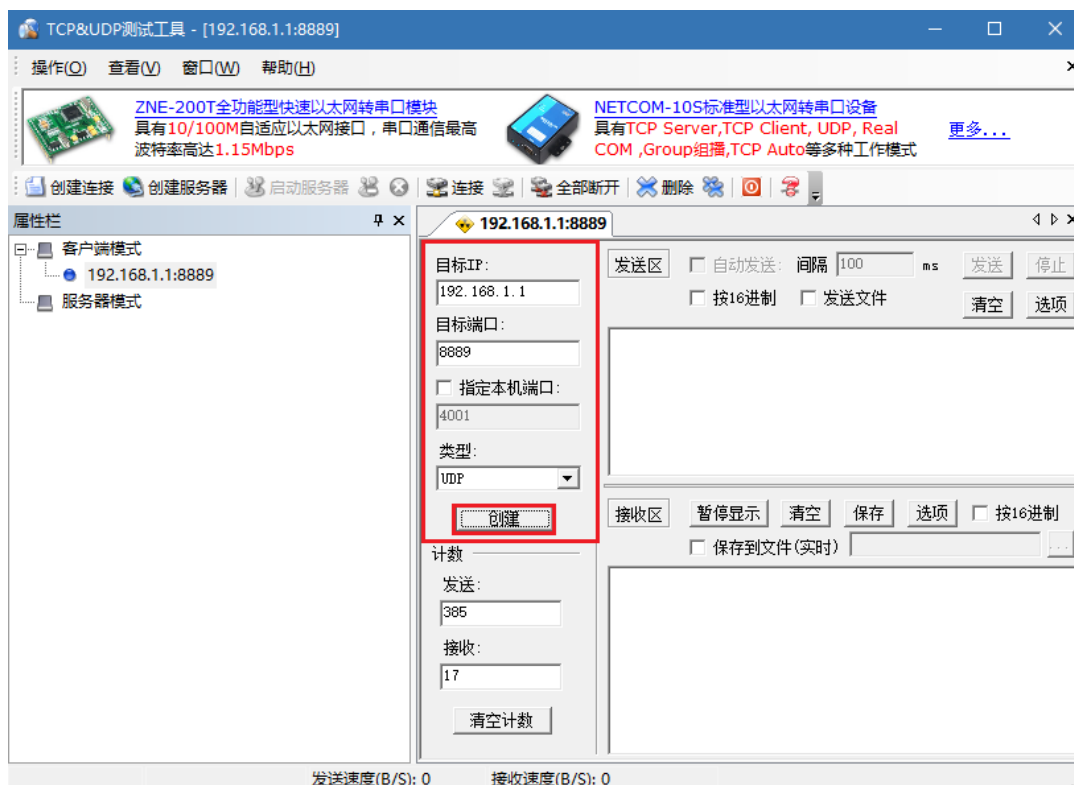 TCP&UDP测试工具 - [192.168.1.1:8889]
操作(O) 查看(V) 窗口(W) 帮助(H)
ZNE-200T全功能型快速以太网转串口模块
具有10/100M自适应以太网接口，串口通信最高
波特率高达1.15Mbps
NETCOM-10S标准型以太网转串口设备
具有TCP Server,TCP Client, UDP, Real
COM ,Group组播,TCP Auto等多种工作模式
更多...
创建连接 创建服务器 启动服务器 连接 全部断开 删除
属性栏
客户端模式
192.168.1.1:8889
服务器模式
192.168.1.1:8889
目标IP:
192.168.1.1
目标端口:
8889
指定本机端口:
4001
类型:
UDP
创建
计数
发送:
385
接收:
17
清空计数
发送区 自动发送: 间隔 100 ms 发送 停止
按16进制 发送文件 清空 选项
接收区 暂停显示 清空 保存 选项 按16进制
保存到文件(实时) ...
发送速度(B/S): 0 接收速度(B/S): 0